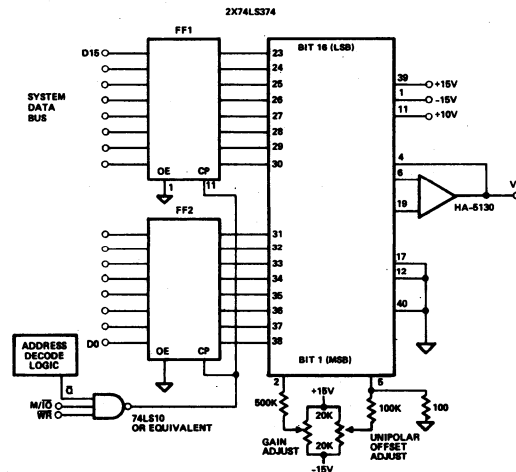 2X74LS374
FF1
D15
SYSTEM
DATA
BUS
OE
CP
1
11
23
24
25
26
27
28
29
30
BIT 16 (LSB)
39
+15V
1
-15V
11
+10V
4
6
19
HA-5130
V
FF2
D0
OE
CP
31
32
33
34
35
36
37
38
17
12
40
BIT 1 (MSB)
ADDRESS
DECODE
LOGIC
Q̅
M/I̅O̅
W̅R̅
74LS10
OR EQUIVALENT
2
5
500K
+15V
20K
20K
-15V
100K
100
GAIN
ADJUST
UNIPOLAR
OFFSET
ADJUST